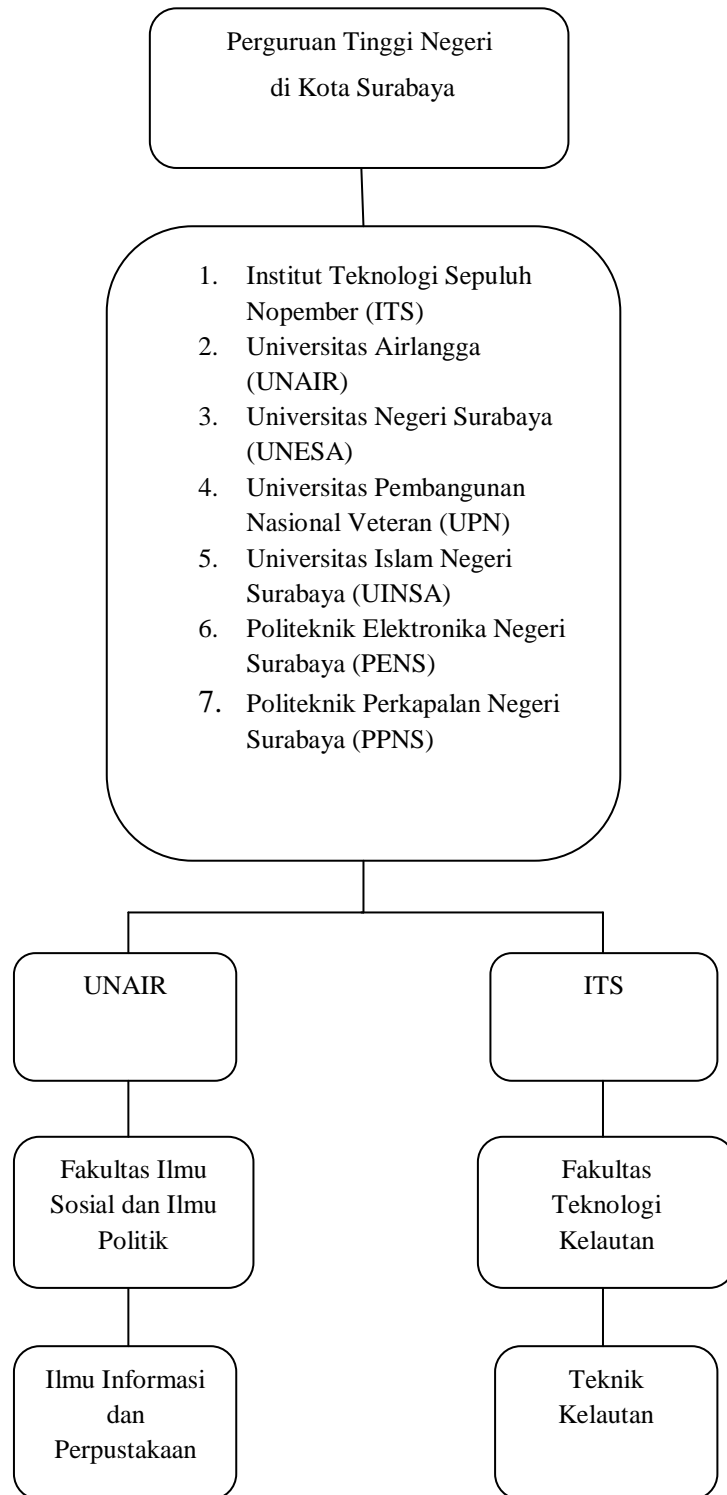 Perguruan Tinggi Negeri
di Kota Surabaya
1. Institut Teknologi Sepuluh
Nopember (ITS)
2. Universitas Airlangga
(UNAIR)
3. Universitas Negeri Surabaya
(UNESA)
4. Universitas Pembangunan
Nasional Veteran (UPN)
5. Universitas Islam Negeri
Surabaya (UINSA)
6. Politeknik Elektronika Negeri
Surabaya (PENS)
7. Politeknik Perkapalan Negeri
Surabaya (PPNS)
UNAIR
Fakultas Ilmu
Sosial dan Ilmu
Politik
Ilmu Informasi
dan
Perpustakaan
ITS
Fakultas
Teknologi
Kelautan
Teknik
Kelautan